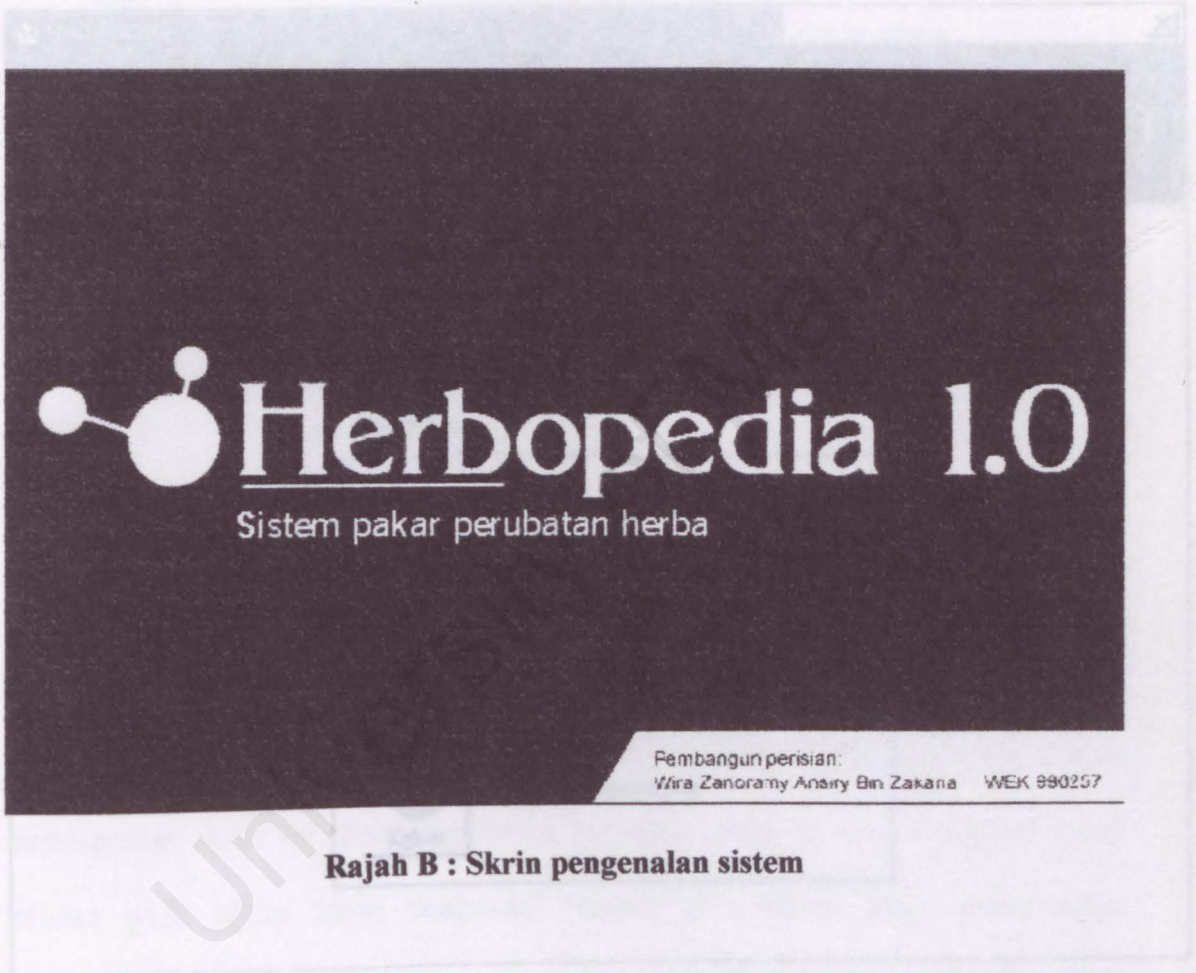 Herbopedia 1.0
Sistem pakar perubatan herba
Pembangun perisian:
Wira Zanoramy Bin Zakaria WEK 990257
Rajah B : Skrin pengenalan sistem